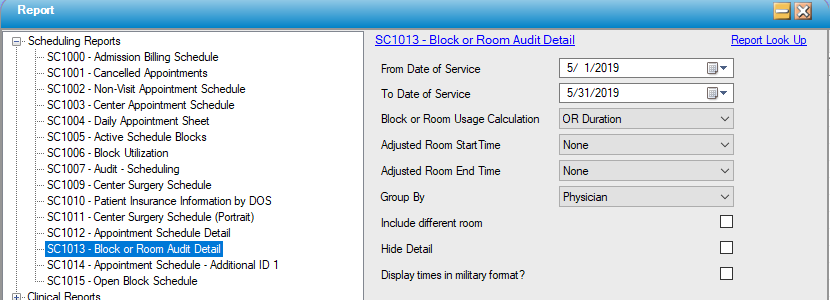 Report
Scheduling Reports
SC1000 - Admission Billing Schedule
SC1001 - Cancelled Appointments
SC1002 - Non-Visit Appointment Schedule
SC1003 - Center Appointment Schedule
SC1004 - Daily Appointment Sheet
SC1005 - Active Schedule Blocks
SC1006 - Block Utilization
SC1007 - Audit - Scheduling
SC1009 - Center Surgery Schedule
SC1010 - Patient Insurance Information by DOS
SC1011 - Center Surgery Schedule (Portrait)
SC1012 - Appointment Schedule Detail
SC1013 - Block or Room Audit Detail
SC1014 - Appointment Schedule - Additional ID 1
SC1015 - Open Block Schedule
Clinical Reports
SC1013 - Block or Room Audit Detail Report Look Up
From Date of Service 5/ 1/2019
To Date of Service 5/31/2019
Block or Room Usage Calculation OR Duration
Adjusted Room StartTime None
Adjusted Room End Time None
Group By Physician
Include different room
Hide Detail
Display times in military format?